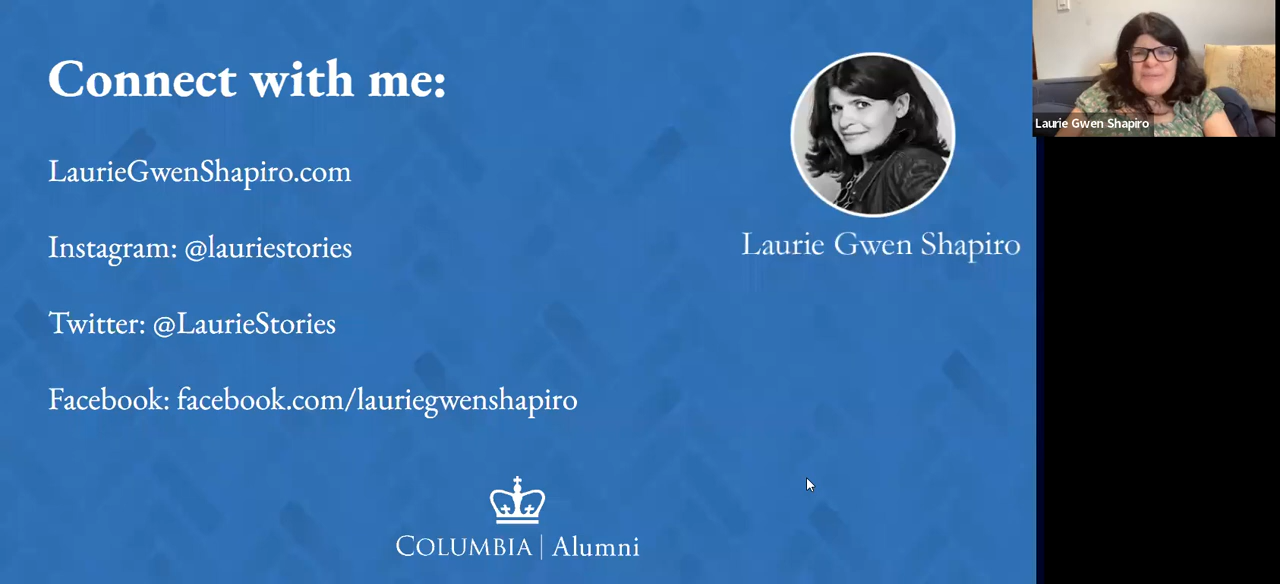 Connect with me:
LaurieGwenShapiro.com
Instagram: @lauriestories
Twitter: @LaurieStories
Facebook: facebook.com/lauriegwenshapiro
Laurie Gwen Shapiro
Laurie Gwen Shapiro
COLUMBIA | Alumni